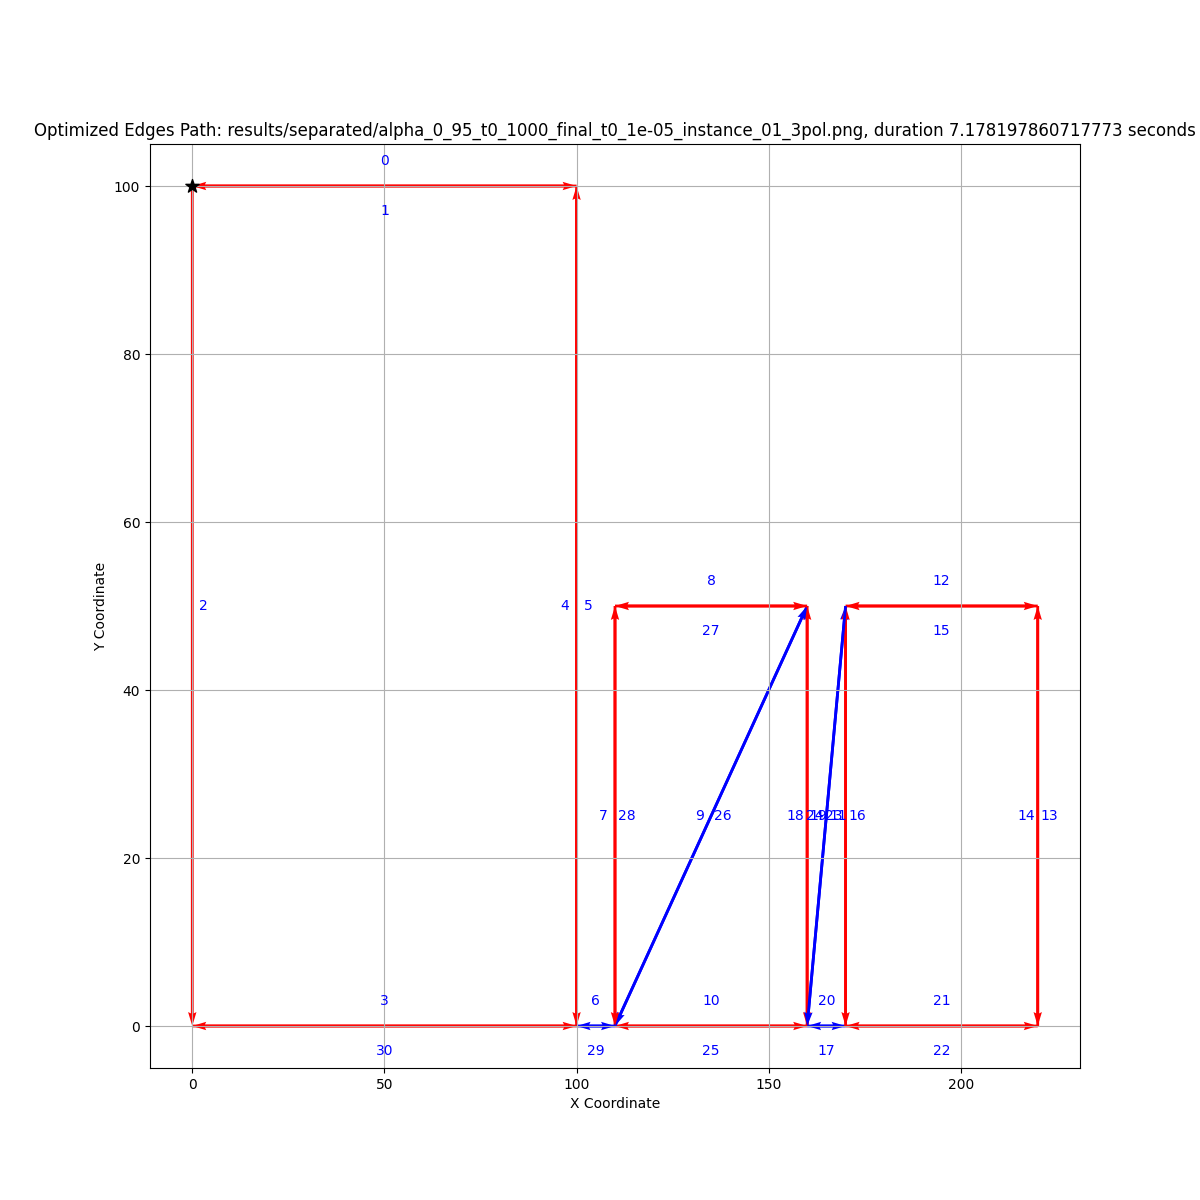 Optimized Edges Path: results/separated/alpha_0_95_t0_1000_final_t0_1e-05_instance_01_3pol.png, duration 7.178197860717773 seconds
0
100
1
80
60
8 12
2 4 5
27 15
Y Coordinate
40
7 28 9 26 18 16 14 13
20
3 6 10 20 21
0
30 29 25 17 22
0 50 100 150 200
X Coordinate